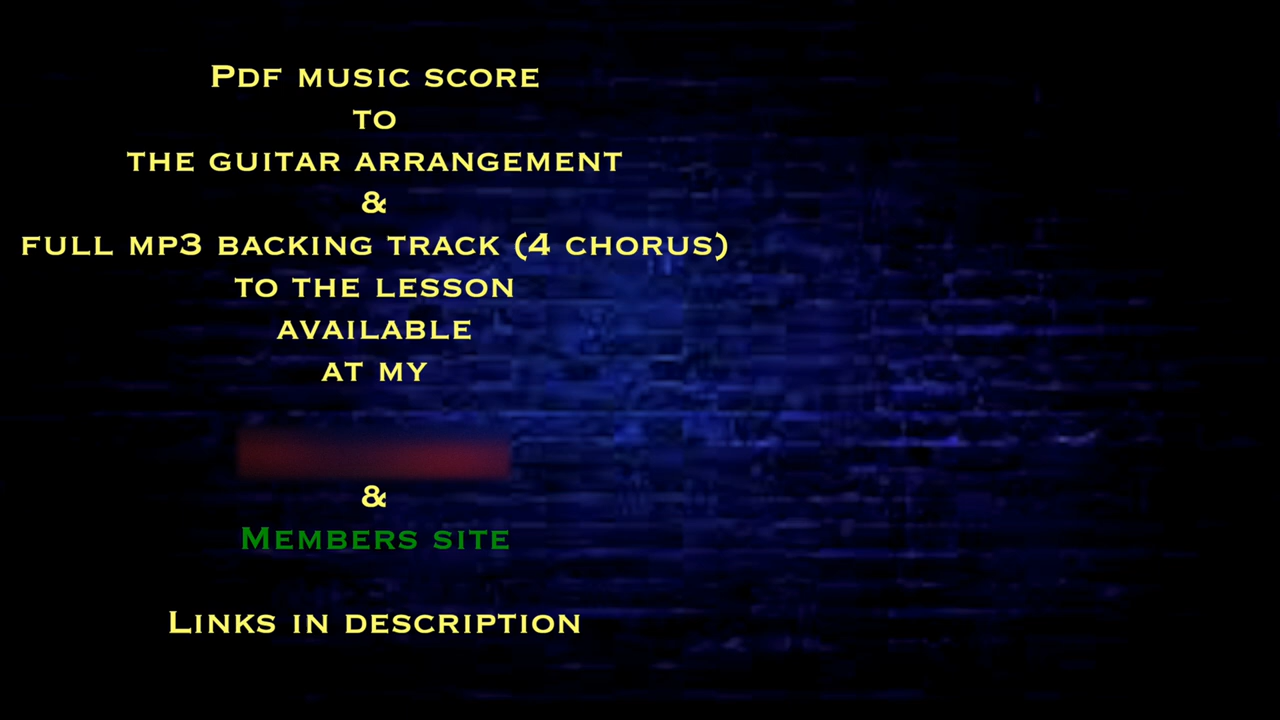 Pdf music score
to
the guitar arrangement
&
full mp3 backing track (4 chorus)
to the lesson
available
at my
&
Members site
Links in description